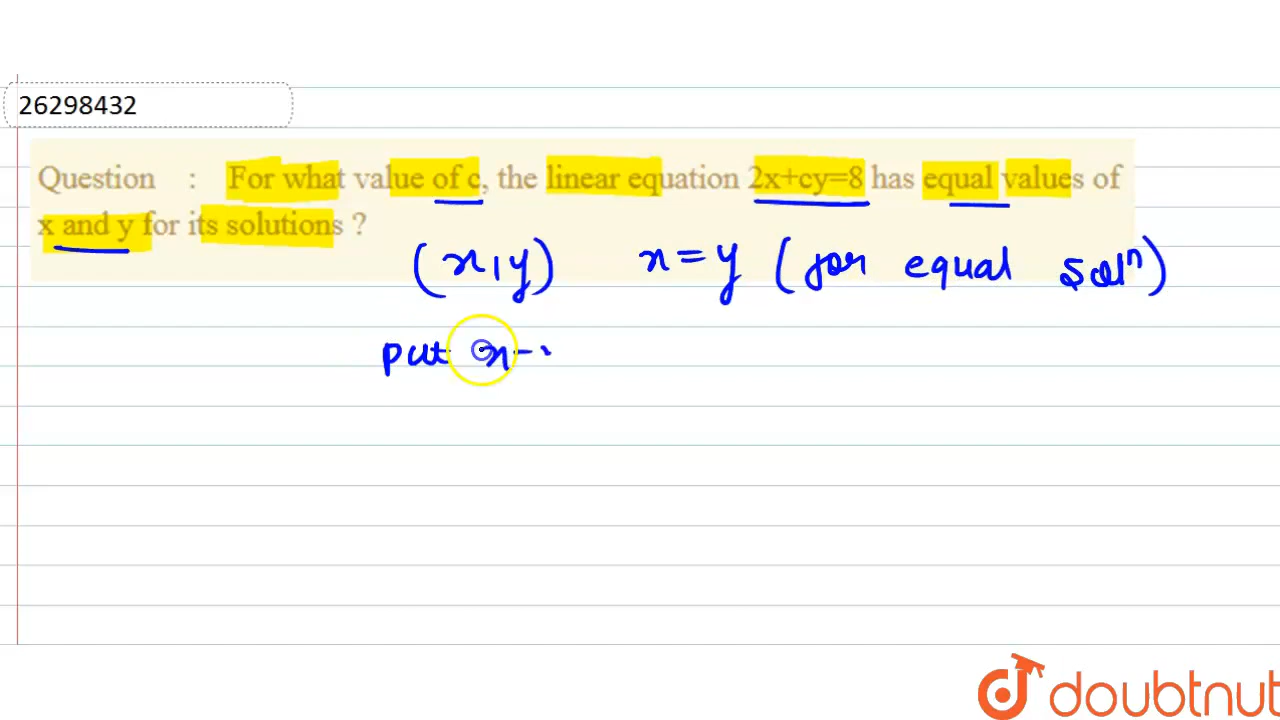 26298432
Question : For what value of c, the linear equation 2x+cy=8 has equal values of
x and y for its solutions ?
(x,y) x=y (for equal solⁿ)
put x=
doubtnut